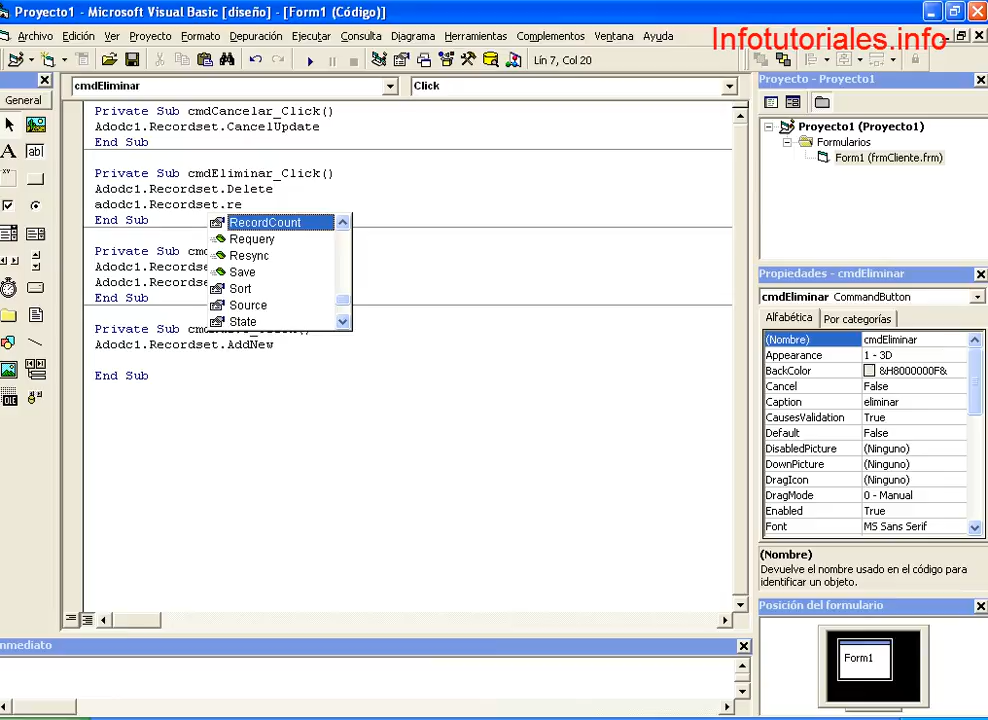 Proyecto1 - Microsoft Visual Basic [diseño] - [Form1 (Código)]
Archivo Edición Ver Proyecto Formato Depuración Ejecutar Consulta Diagrama Herramientas Complementos Ventana Ayuda
Infotutoriales.info
Lín 7, Col 20
General
cmdEliminar
Click
Private Sub cmdCancelar_Click()
Adodc1.Recordset.CancelUpdate
End Sub
Private Sub cmdEliminar_Click()
Adodc1.Recordset.Delete
adodc1.Recordset.re
End Sub
RecordCount
Requery
Resync
Save
Sort
Source
State
Private Sub
Adodc1.Records
Adodc1.Records
End Sub
Private Sub
Adodc1.Recordset.AddNew
End Sub
nmediato
Proyecto - Proyecto1
Proyecto1 (Proyecto1)
Formularios
Form1 (frmCliente.frm)
Propiedades - cmdEliminar
cmdEliminar CommandButton
Alfabética Por categorías
(Nombre) cmdEliminar
Appearance 1 - 3D
BackColor &H8000000F&
Cancel False
Caption eliminar
CausesValidation True
Default False
DisabledPicture (Ninguno)
DownPicture (Ninguno)
DragIcon (Ninguno)
DragMode 0 - Manual
Enabled True
Font MS Sans Serif
(Nombre)
Devuelve el nombre usado en el código para
identificar un objeto.
Posición del formulario
Form1